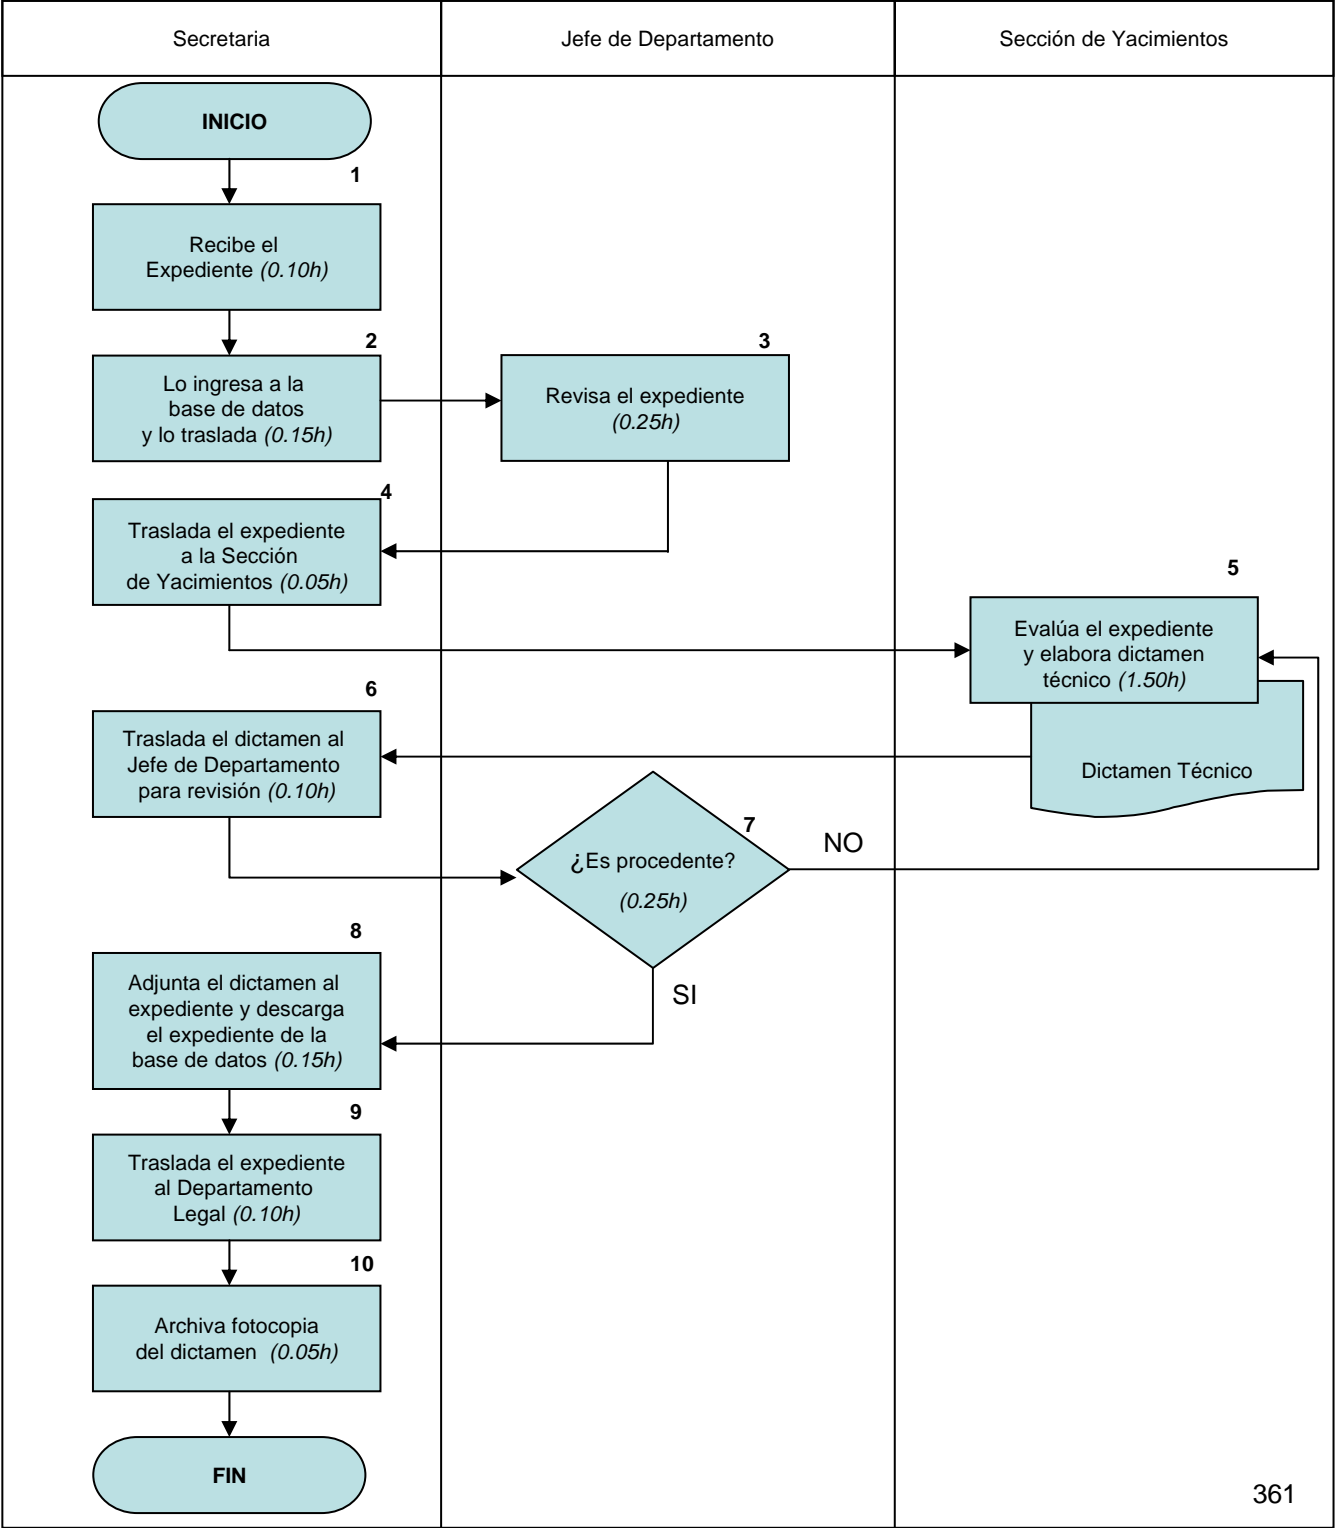 Secretaria
Jefe de Departamento
Sección de Yacimientos
INICIO
1
Recibe el
Expediente (0.10h)
2
Lo ingresa a la
base de datos
y lo traslada (0.15h)
3
Revisa el expediente
(0.25h)
4
Traslada el expediente
a la Sección
de Yacimientos (0.05h)
5
Evalúa el expediente
y elabora dictamen
técnico (1.50h)
Dictamen Técnico
6
Traslada el dictamen al
Jefe de Departamento
para revisión (0.10h)
7
¿Es procedente?
(0.25h)
NO
SI
8
Adjunta el dictamen al
expediente y descarga
el expediente de la
base de datos (0.15h)
9
Traslada el expediente
al Departamento
Legal (0.10h)
10
Archiva fotocopia
del dictamen (0.05h)
FIN
361